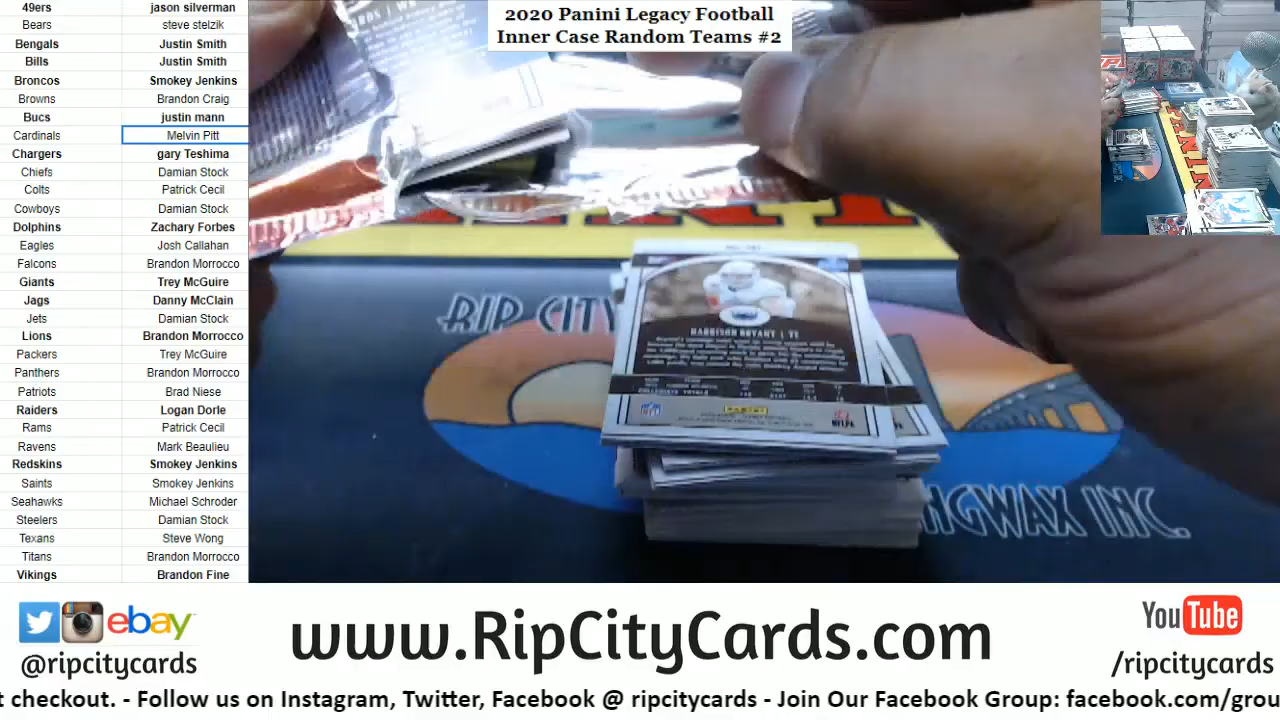 49ers jason silverman
Bears steve stelzik
Bengals Justin Smith
Bills Justin Smith
Broncos Smokey Jenkins
Browns Brandon Craig
Bucs justin mann
Cardinals Melvin Pitt
Chargers gary Teshima
Chiefs Damian Stock
Colts Patrick Cecil
Cowboys Damian Stock
Dolphins Zachary Forbes
Eagles Josh Callahan
Falcons Brandon Morrocco
Giants Trey McGuire
Jags Danny McClain
Jets Damian Stock
Lions Brandon Morrocco
Packers Trey McGuire
Panthers Brandon Morrocco
Patriots Brad Niese
Raiders Logan Dorle
Rams Patrick Cecil
Ravens Mark Beaulieu
Redskins Smokey Jenkins
Saints Smokey Jenkins
Seahawks Michael Schroder
Steelers Damian Stock
Texans Steve Wong
Titans Brandon Morrocco
Vikings Brandon Fine
2020 Panini Legacy Football
Inner Case Random Teams #2
RIP CITY
HARRISON BRYANT | TE
PANINI
NFLPA
INGWAX INC.
ebay
@ripcitycards
www.RipCityCards.com
YouTube
/ripcitycards
t checkout. - Follow us on Instagram, Twitter, Facebook @ ripcitycards - Join Our Facebook Group: facebook.com/grou